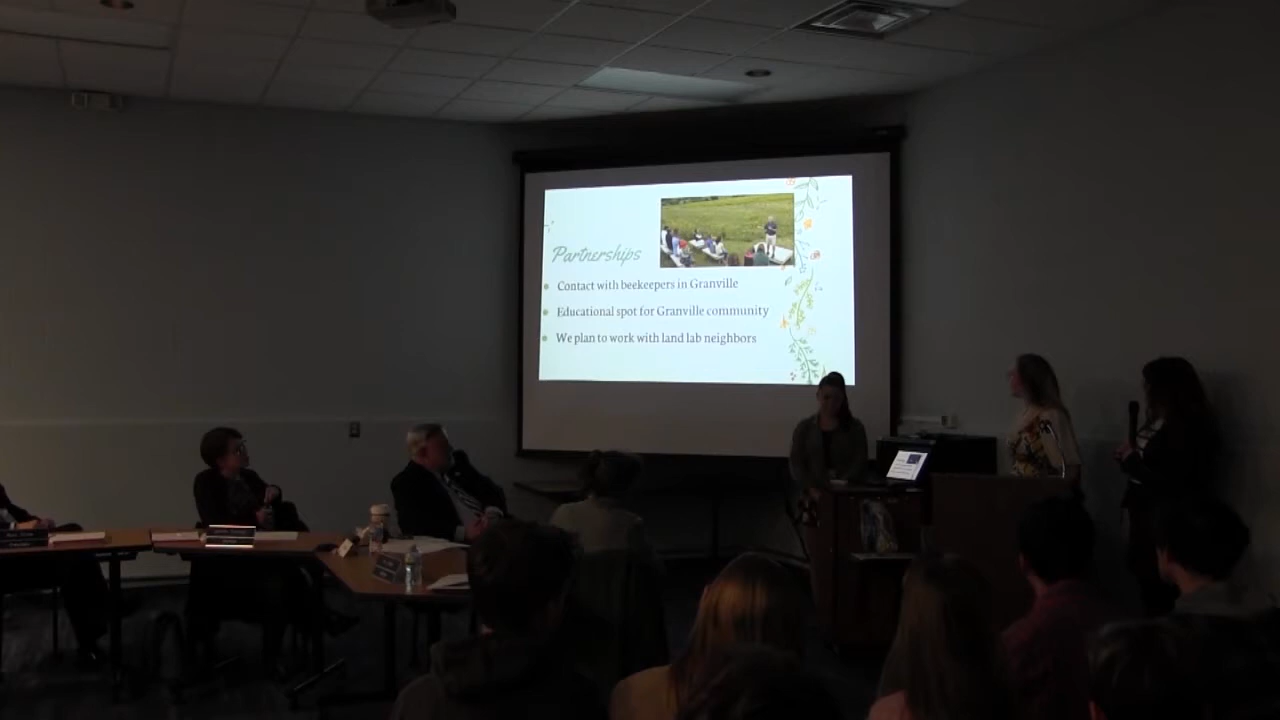 Partnerships
Contact with beekeepers in Granville
Educational spot for Granville community
We plan to work with land lab neighbors